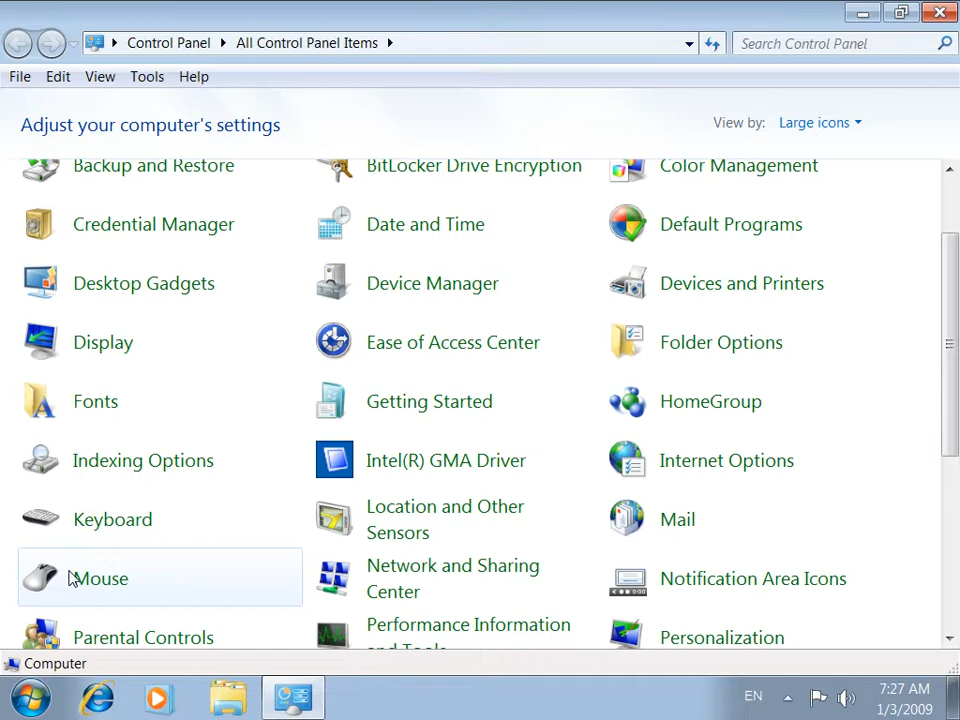 Control Panel All Control Panel Items Search Control Panel
File Edit View Tools Help
Adjust your computer's settings View by: Large icons
Backup and Restore BitLocker Drive Encryption Color Management
Credential Manager Date and Time Default Programs
Desktop Gadgets Device Manager Devices and Printers
Display Ease of Access Center Folder Options
Fonts Getting Started HomeGroup
Indexing Options Intel(R) GMA Driver Internet Options
Keyboard Location and Other Sensors Mail
Mouse Network and Sharing Center Notification Area Icons
Parental Controls Performance Information and Tools Personalization
Computer
EN 7:27 AM
1/3/2009